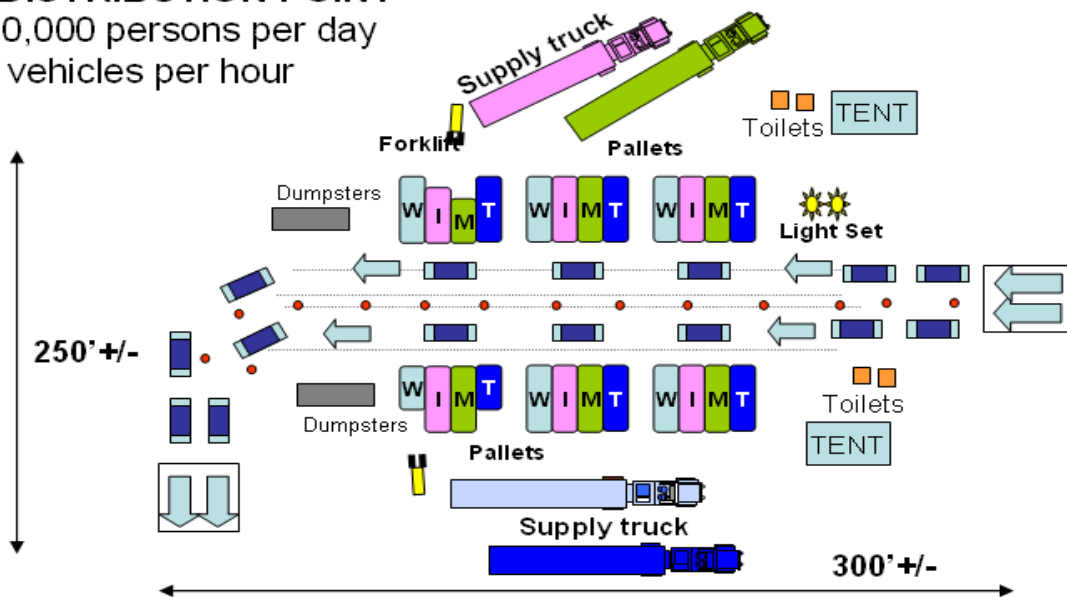 0,000 persons per day
vehicles per hour
Supply truck
Toilets
TENT
Forklift
Pallets
Dumpsters
W I M T
W I M T
W I M T
Light Set
250'+/-
W I M T
W I M T
W I M T
Toilets
Dumpsters
TENT
Pallets
Supply truck
300'+/-